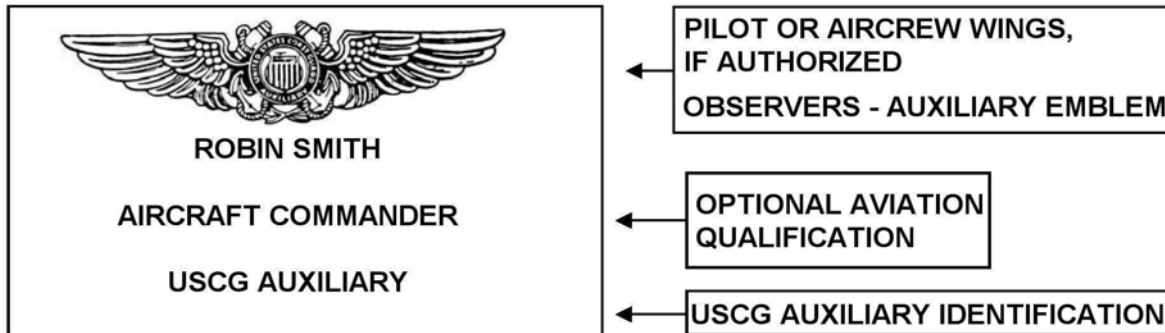 PILOT OR AIRCREW WINGS,
IF AUTHORIZED
OBSERVERS - AUXILIARY EMBLEM
ROBIN SMITH
AIRCRAFT COMMANDER
OPTIONAL AVIATION
QUALIFICATION
USCG AUXILIARY
USCG AUXILIARY IDENTIFICATION